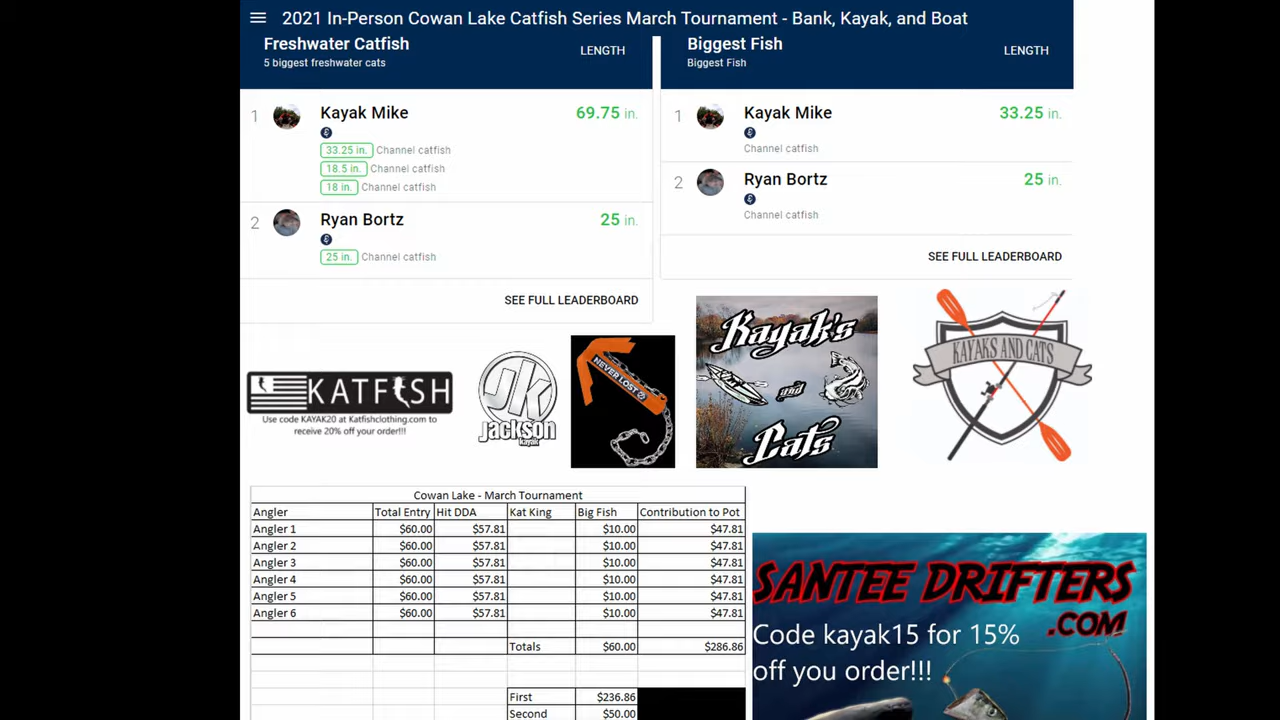 2021 In-Person Cowan Lake Catfish Series March Tournament - Bank, Kayak, and Boat
Freshwater Catfish
LENGTH
5 biggest freshwater cats
1 Kayak Mike 69.75 in.
33.25 in. Channel catfish
18.5 in. Channel catfish
18 in. Channel catfish
2 Ryan Bortz 25 in.
25 in. Channel catfish
SEE FULL LEADERBOARD
Biggest Fish
LENGTH
Biggest Fish
1 Kayak Mike 33.25 in.
Channel catfish
2 Ryan Bortz 25 in.
Channel catfish
SEE FULL LEADERBOARD
KATFISH
Use code KAYAK20 at Katfishclothing.com to
receive 20% off your order!!!
JK
Jackson
kayak
NEVER LOST
Kayak's
and
Cats
KAYAKS AND CATS
Cowan Lake - March Tournament
Angler Total Entry Hit DDA Kat King Big Fish Contribution to Pot
Angler 1 $60.00 $57.81 $10.00 $47.81
Angler 2 $60.00 $57.81 $10.00 $47.81
Angler 3 $60.00 $57.81 $10.00 $47.81
Angler 4 $60.00 $57.81 $10.00 $47.81
Angler 5 $60.00 $57.81 $10.00 $47.81
Angler 6 $60.00 $57.81 $10.00 $47.81
Totals $60.00 $286.86
First $236.86
Second $50.00
SANTEE DRIFTERS
.COM
Code kayak15 for 15%
off you order!!!